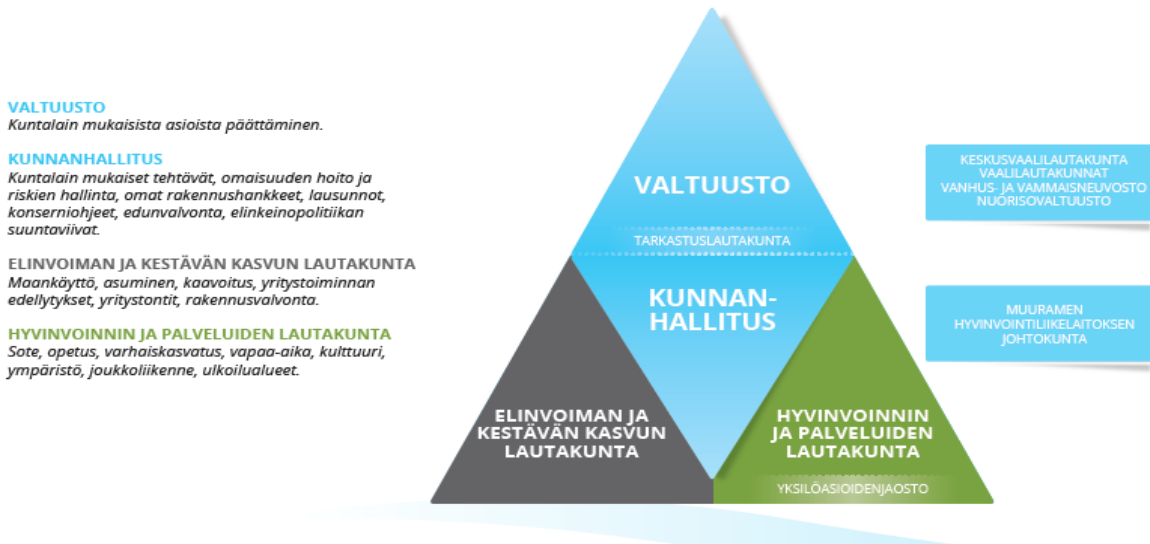 VALTUUSTO
Kuntalain mukaisista asioista päättäminen.
KUNNANHALLITUS
Kuntalain mukaiset tehtävät, omaisuuden hoito ja
riskien hallinta, omat rakennushankkeet, lausunnot,
konserniohjeet, edunvalvonta, elinkeinopolitiikan
suuntaviivat.
ELINVOIMAN JA KESTÄVÄN KASVUN LAUTAKUNTA
Maankäyttö, asuminen, kaavoitus, yritystoiminnan
edellytykset, yritystontit, rakennusvalvonta.
HYVINVOINNIN JA PALVELUIDEN LAUTAKUNTA
Sote, opetus, varhaiskasvatus, vapaa-aika, kulttuuri,
ympäristö, joukkoliikenne, ulkoilualueet.
VALTUUSTO
TARKASTUSLAUTAKUNTA
KUNNAN-
HALLITUS
ELINVOIMAN JA
KESTÄVÄN KASVUN
LAUTAKUNTA
HYVINVOINNIN
JA PALVELUIDEN
LAUTAKUNTA
YKSILÖASIOIDENJAOSTO
KESKUSVAALILAUTAKUNTA
VAALILAUTAKUNNAT
VANHUS- JA VAMMAISNEUVOSTO
NUORISOVALTUUSTO
MUURAMEN
HYVINVOINTILIIKELAITOKSEN
JOHTOKUNTA